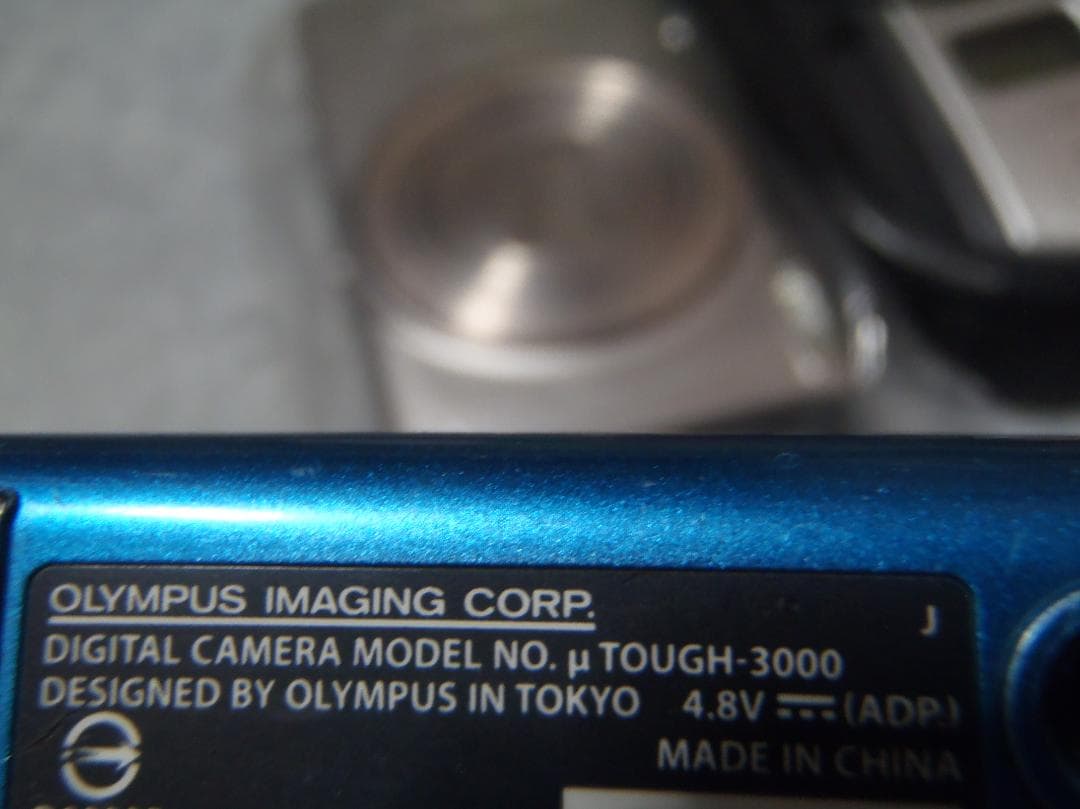 OLYMPUS IMAGING CORP. J
DIGITAL CAMERA MODEL NO. μ TOUGH-3000
DESIGNED BY OLYMPUS IN TOKYO 4.8V ⎓ (ADP.)
MADE IN CHINA